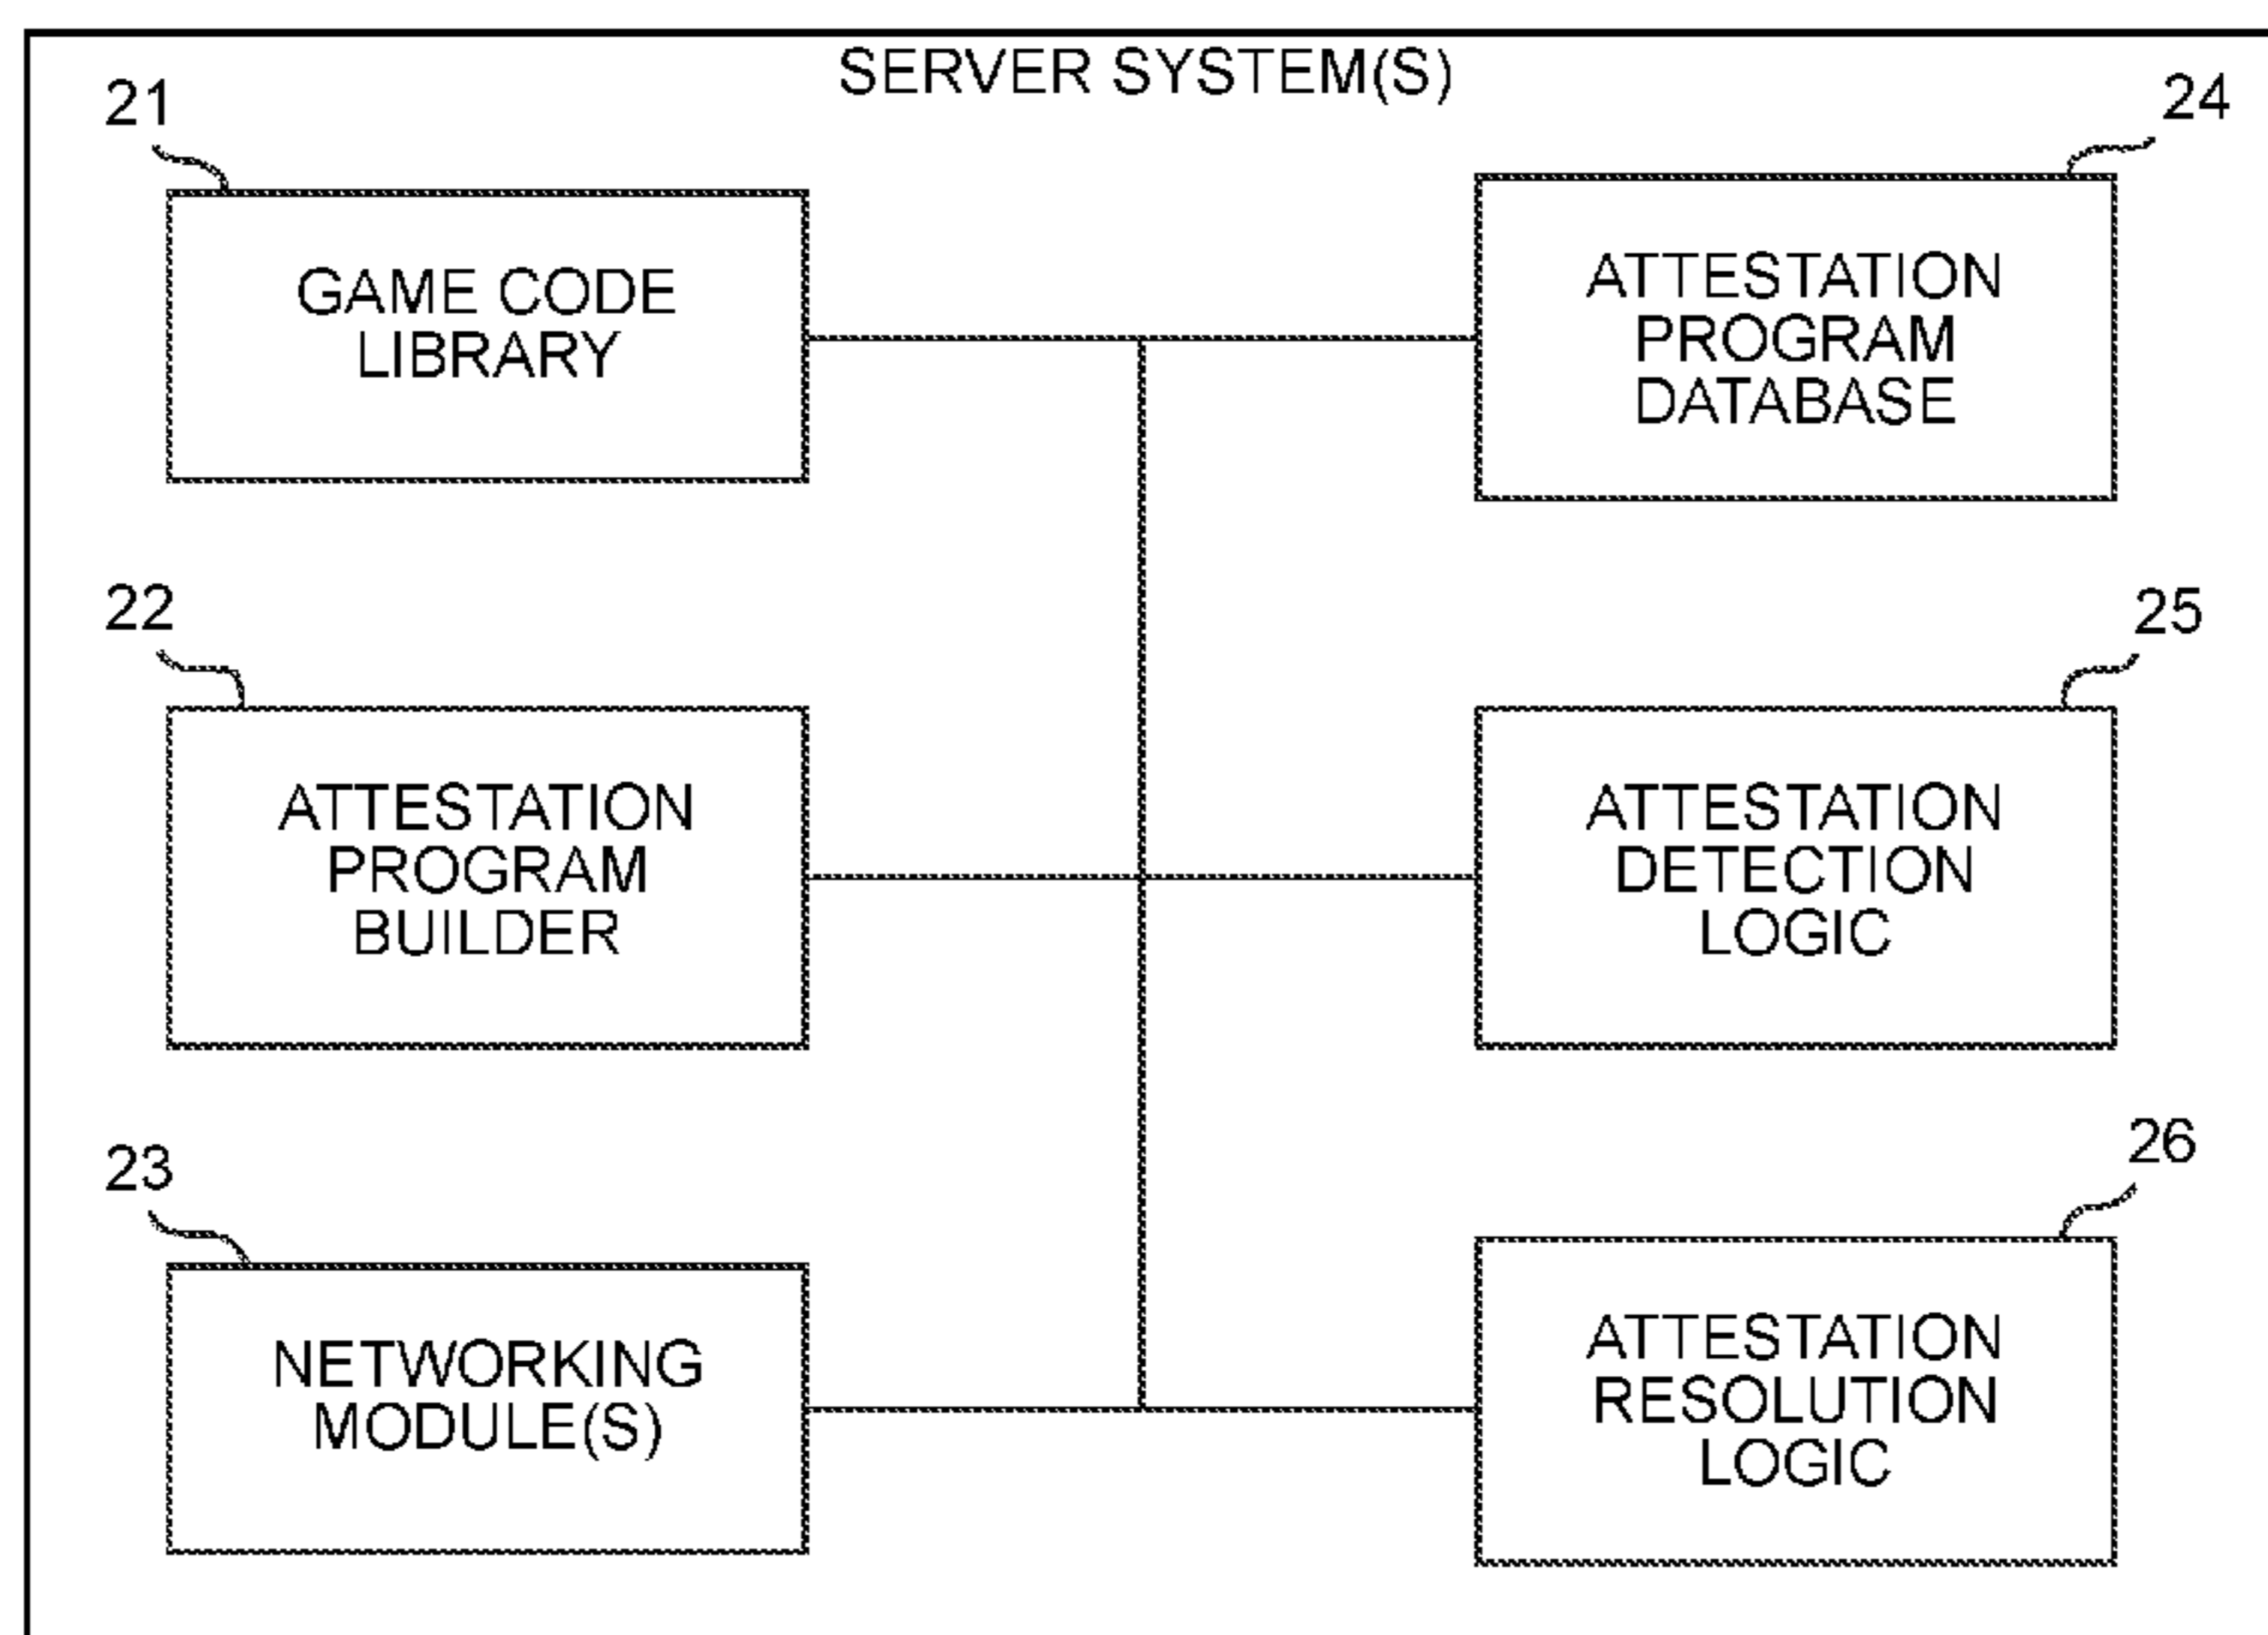 SERVER SYSTEM(S)
21
GAME CODE
LIBRARY
24
ATTESTATION
PROGRAM
DATABASE
22
ATTESTATION
PROGRAM
BUILDER
25
ATTESTATION
DETECTION
LOGIC
23
NETWORKING
MODULE(S)
26
ATTESTATION
RESOLUTION
LOGIC